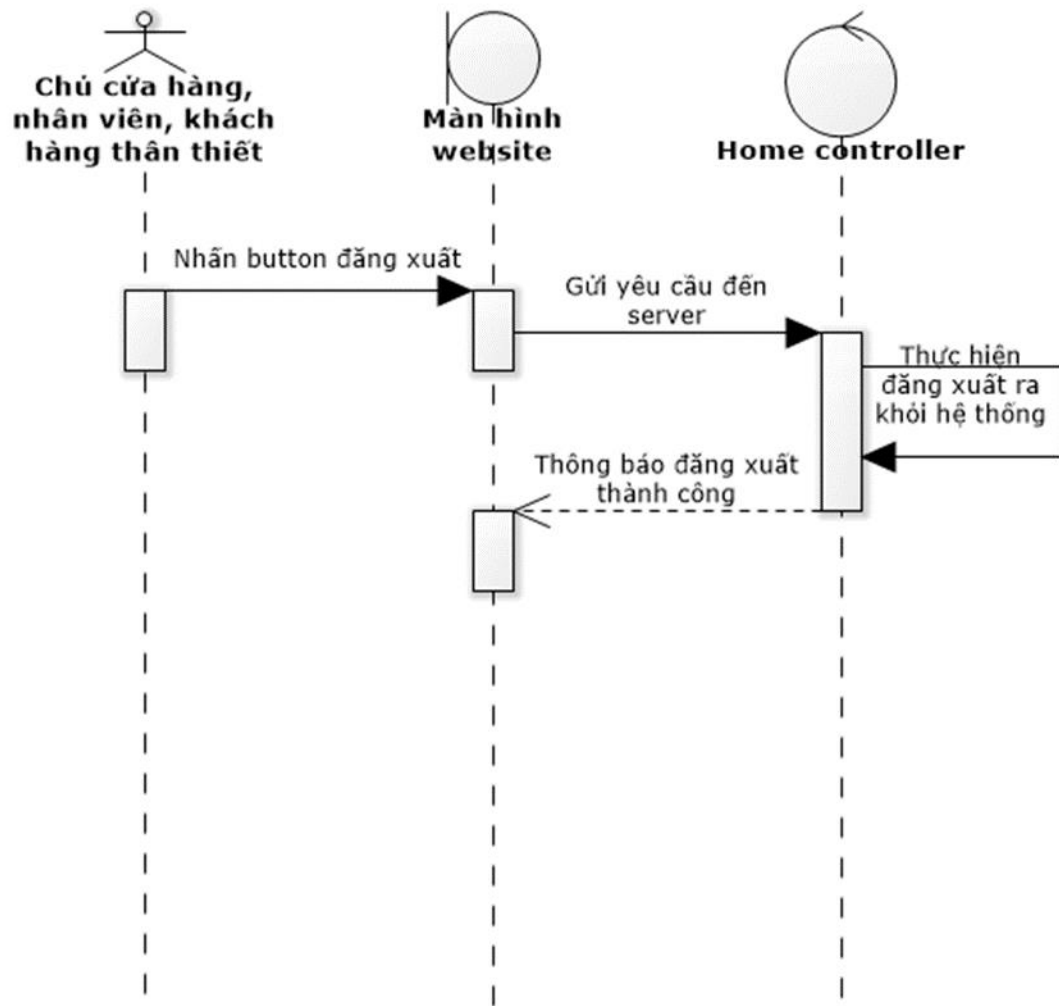 Chủ cửa hàng,
nhân viên, khách
hàng thân thiết
Màn hình
website
Home controller
Nhấn button đăng xuất
Gửi yêu cầu đến
server
Thực hiện
đăng xuất ra
khỏi hệ thống
Thông báo đăng xuất
thành công